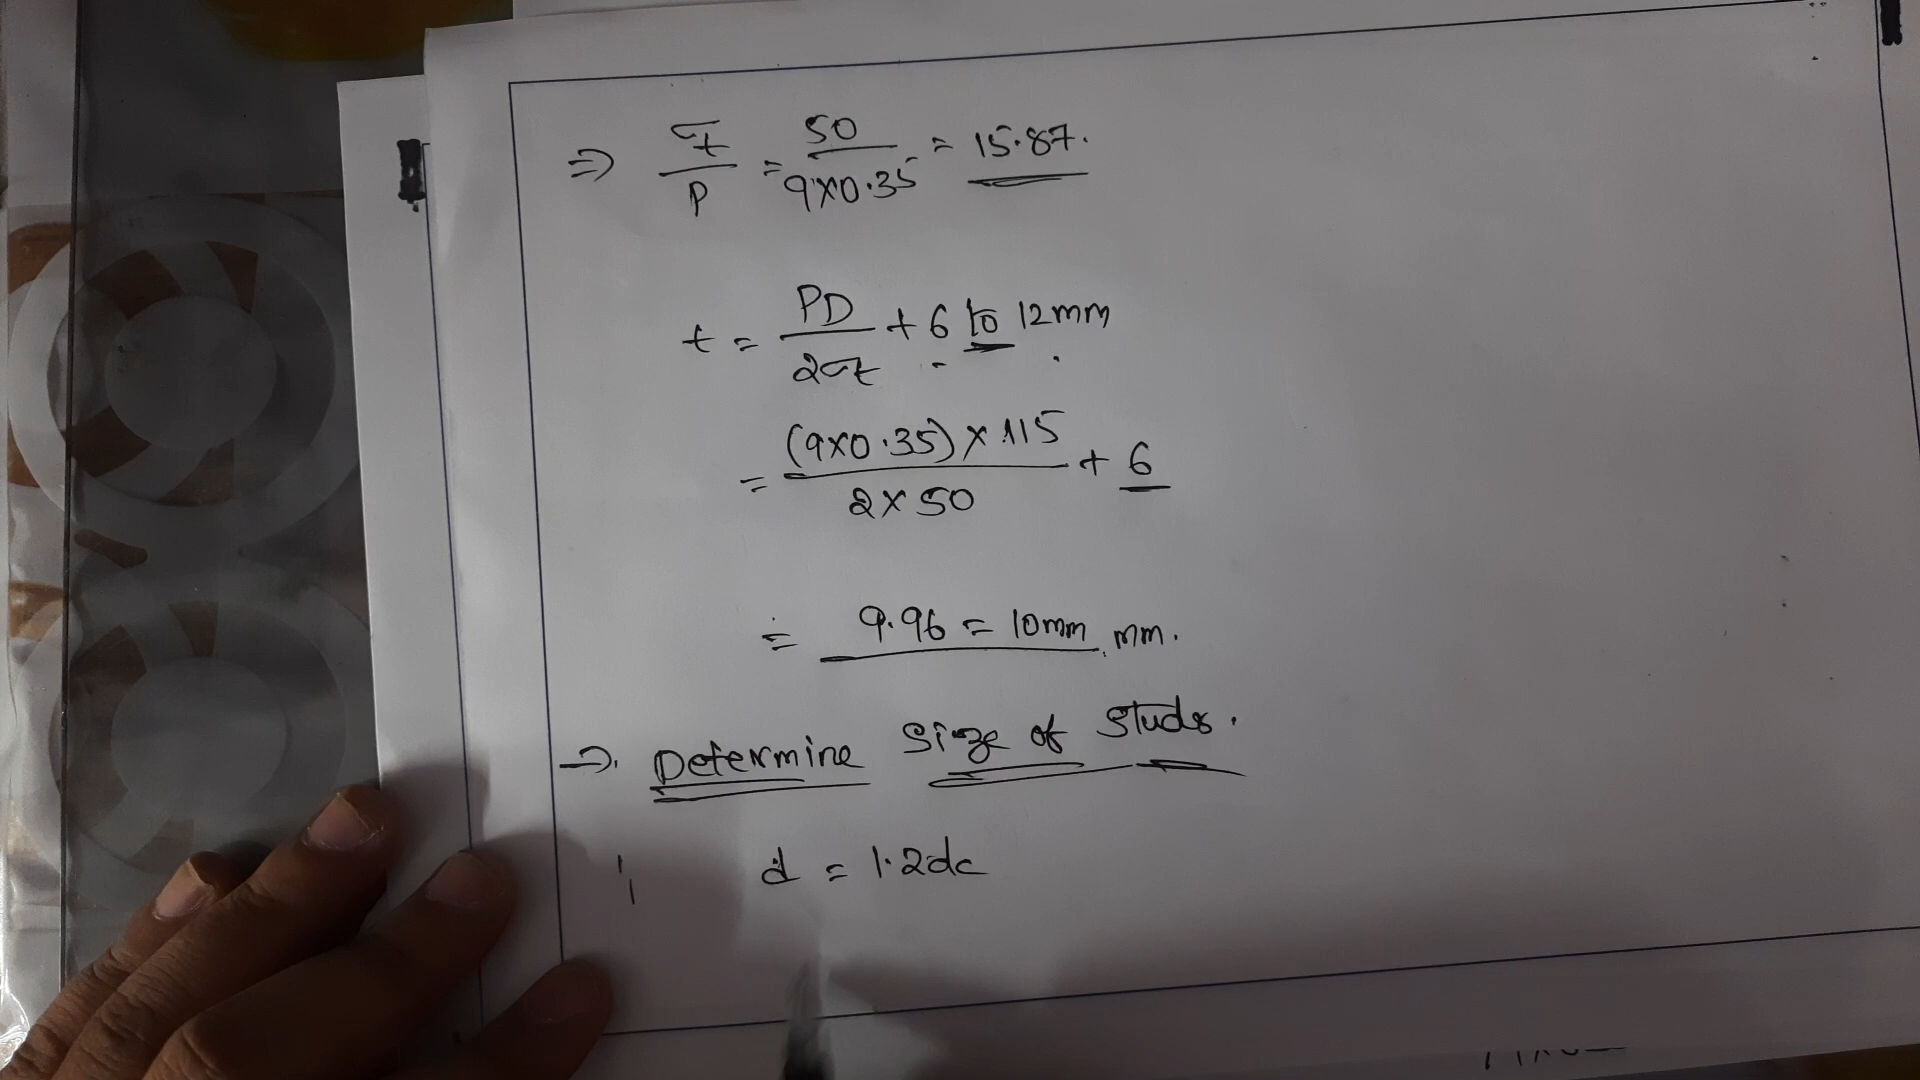 ⇒ σt/P = 50/(9×0.35) = 15.87.
t = PD/2σt + 6 to 12mm
= (9×0.35)×115/(2×50) + 6
= 9.96 = 10mm mm.
→. Determine Size of Studs.
d = 1.2dc